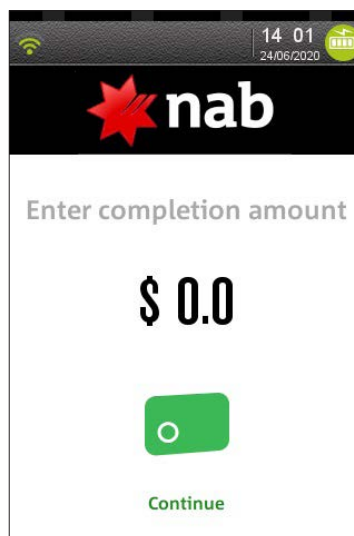 14 01
24/06/2020
nab
Enter completion amount
$ 0.0
Continue